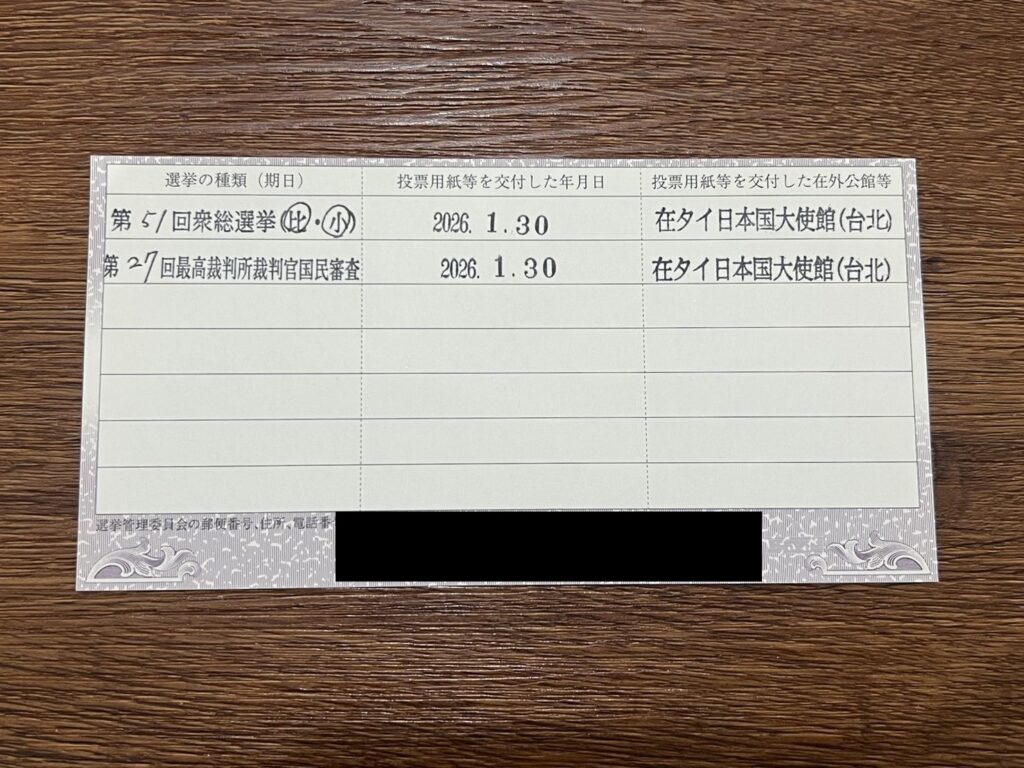 選挙の種類(期日) 投票用紙等を交付した年月日 投票用紙等を交付した在外公館等
第51回衆総選挙(比・小) 2026. 1.30 在タイ日本国大使館(台北)
第27回最高裁判所裁判官国民審査 2026. 1.30 在タイ日本国大使館(台北)
選挙管理委員会の郵便番号、住所、電話番